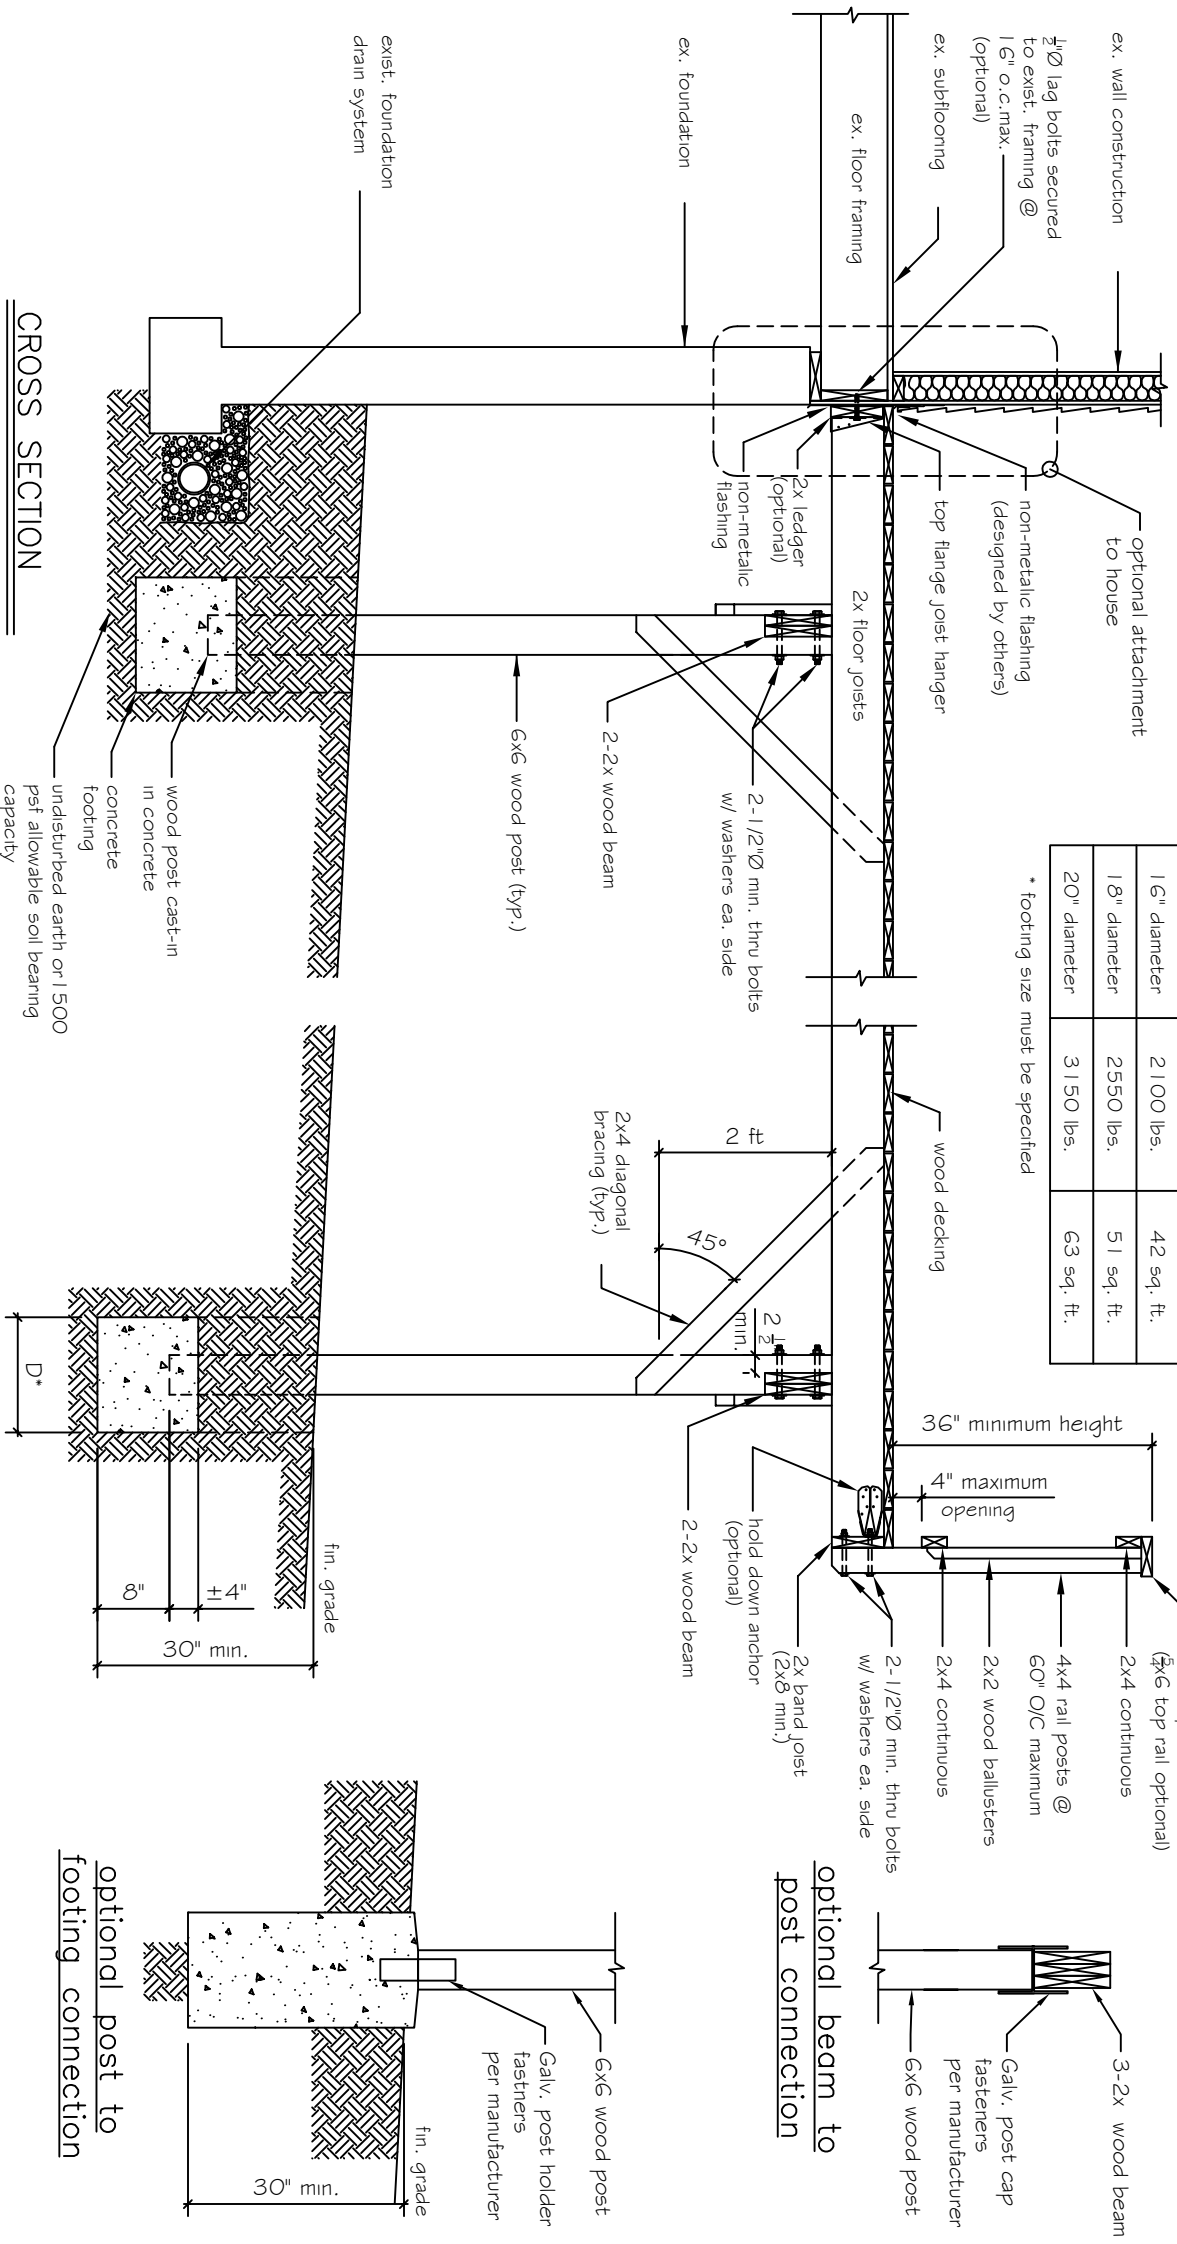 ex. wall construction
1/2"Ø lag bolts secured
to exist. framing @
16" o.c.max.
(optional)
ex. subflooring
ex. floor framing
ex. foundation
exist. foundation
drain system
CROSS SECTION
optional attachment
to house
non-metalic flashing
(designed by others)
top flange joist hanger
2x floor joists
2x ledger
(optional)
non-metalic
flashing
2-1/2"Ø min. thru bolts
w/ washers ea. side
2-2x wood beam
6x6 wood post (typ.)
wood post cast-in
in concrete
concrete
footing
undisturbed earth or 1500
psf allowable soil bearing
capacity
16" diameter 2100 lbs. 42 sq. ft.
18" diameter 2550 lbs. 51 sq. ft.
20" diameter 3150 lbs. 63 sq. ft.
* footing size must be specified
wood decking
2 ft
45°
2x4 diagonal
bracing (typ.)
2 1/2"
min.
36" minimum height
4" maximum
opening
(5/4x6 top rail optional)
2x4 continuous
4x4 rail posts @
60" O/C maximum
2x2 wood ballusters
2x4 continuous
2-1/2"Ø min. thru bolts
w/ washers ea. side
2x band joist
(2x8 min.)
hold down anchor
(optional)
2-2x wood beam
fin. grade
8"
±4"
30" min.
D*
3-2x wood beam
Galv. post cap
fasteners
per manufacturer
6x6 wood post
optional beam to
post connection
6x6 wood post
Galv. post holder
fastners
per manufacturer
fin. grade
30" min.
optional post to
footing connection